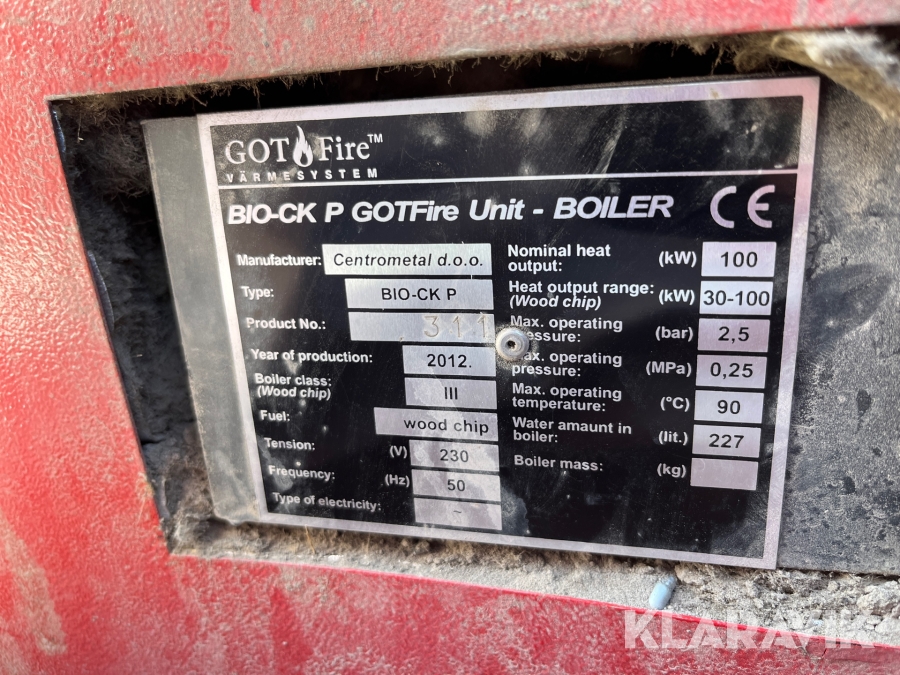 GOT Fire™
VÄRMESYSTEM
BIO-CK P GOTFire Unit - BOILER CE
Manufacturer: Centrometal d.o.o.
Type: BIO-CK P
Product No.: 311
Year of production: 2012.
Boiler class: III
(Wood chip)
Fuel: wood chip
Tension: (V) 230
Frequency: (Hz) 50
Type of electricity: ~
Nominal heat
output: (kW) 100
Heat output range: (kW) 30-100
(Wood chip)
Max. operating
pressure: (bar) 2,5
Max. operating
pressure: (MPa) 0,25
Max. operating
temperature: (°C) 90
Water amaunt in
boiler: (lit.) 227
Boiler mass: (kg)
KLARAVIK